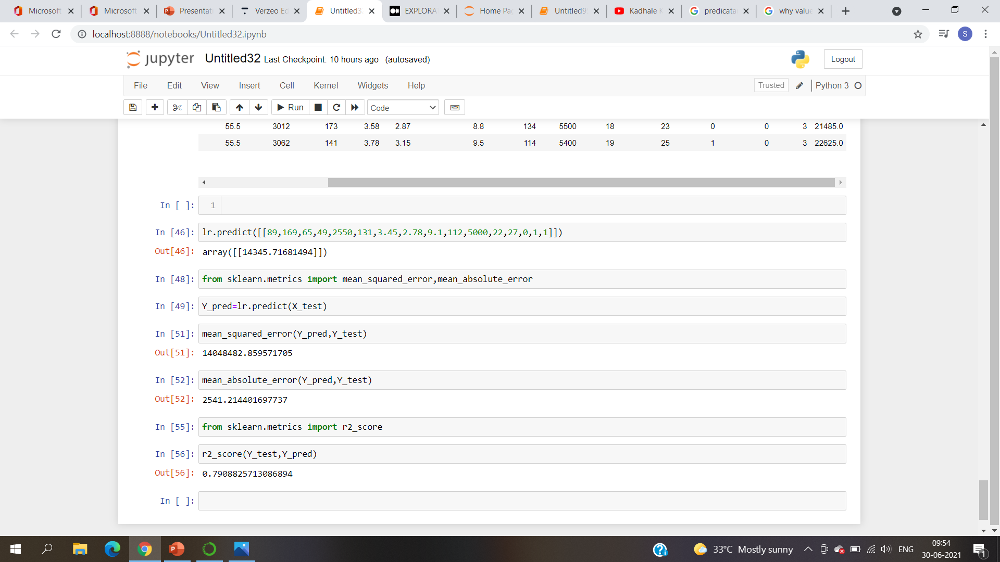 Microsoft Microsoft Presentati Verzeo Ed Untitled3 EXPLORA Home Pa Untitled9 Kadhale K predicata why value
localhost:8888/notebooks/Untitled32.ipynb S
jupyter Untitled32 Last Checkpoint: 10 hours ago (autosaved) Logout
File Edit View Insert Cell Kernel Widgets Help Trusted Python 3
Run Code
55.5 3012 173 3.58 2.87 8.8 134 5500 18 23 0 0 3 21485.0
55.5 3062 141 3.78 3.15 9.5 114 5400 19 25 1 0 3 22625.0
In [ ]: 1
In [46]: lr.predict([[89,169,65,49,2550,131,3.45,2.78,9.1,112,5000,22,27,0,1,1]])
Out[46]: array([[14345.71681494]])
In [48]: from sklearn.metrics import mean_squared_error,mean_absolute_error
In [49]: Y_pred=lr.predict(X_test)
In [51]: mean_squared_error(Y_pred,Y_test)
Out[51]: 14048482.859571705
In [52]: mean_absolute_error(Y_pred,Y_test)
Out[52]: 2541.214401697737
In [55]: from sklearn.metrics import r2_score
In [56]: r2_score(Y_test,Y_pred)
Out[56]: 0.7908825713086894
In [ ]:
33°C Mostly sunny ENG 09:54
30-06-2021 1